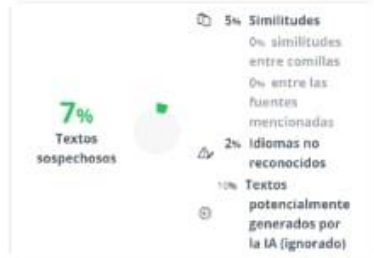 7%
Textos
sospechosos
5% Similitudes
0% similitudes
entre comillas
0% entre las
fuentes
mencionadas
2% Idiomas no
reconocidos
10% Textos
potencialmente
generados por
la IA (ignorado)